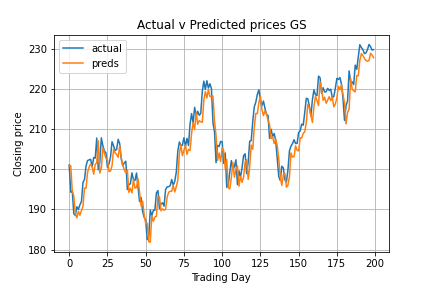 Actual v Predicted prices GS
actual
preds
Closing price
230
220
210
200
190
180
0 25 50 75 100 125 150 175 200
Trading Day